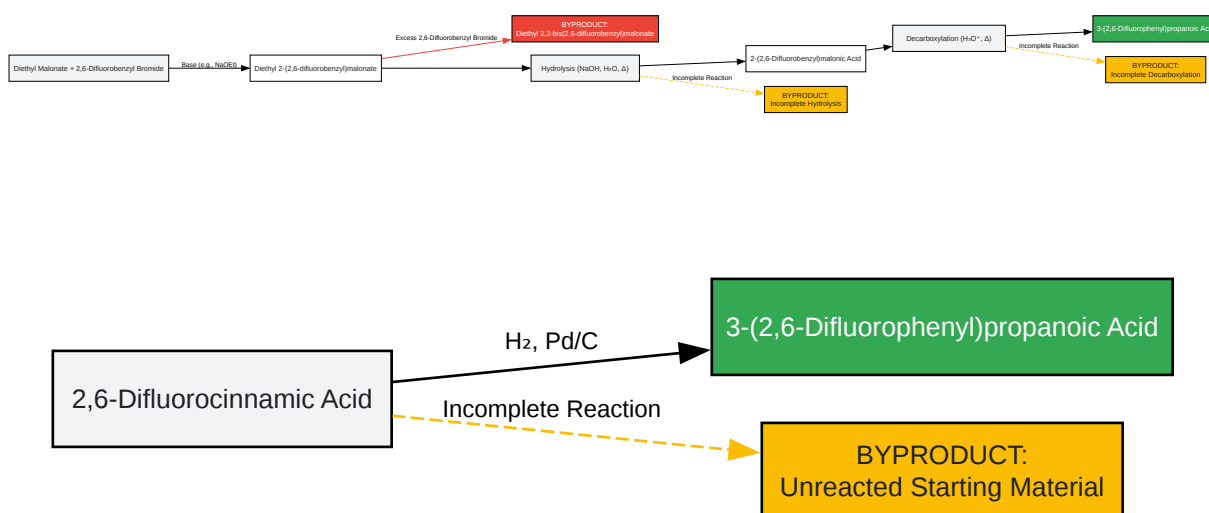 BYPRODUCT:
Diethyl 2,2-bis(2,6-difluorobenzyl)malonate
Excess 2,6-Difluorobenzyl Bromide
Diethyl Malonate + 2,6-Difluorobenzyl Bromide
Base (e.g., NaOEt)
Diethyl 2-(2,6-difluorobenzyl)malonate
Hydrolysis (NaOH, H₂O, Δ)
Incomplete Reaction
BYPRODUCT:
Incomplete Hydrolysis
2-(2,6-Difluorobenzyl)malonic Acid
Decarboxylation (H₃O⁺, Δ)
3-(2,6-Difluorophenyl)propanoic Ac
Incomplete Reaction
BYPRODUCT:
Incomplete Decarboxylation
2,6-Difluorocinnamic Acid
H₂, Pd/C
3-(2,6-Difluorophenyl)propanoic Acid
Incomplete Reaction
BYPRODUCT:
Unreacted Starting Material